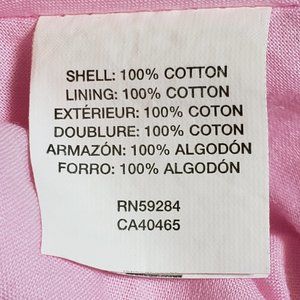 SHELL: 100% COTTON
LINING: 100% COTTON
EXTÉRIEUR: 100% COTON
DOUBLURE: 100% COTON
ARMAZÓN: 100% ALGODÓN
FORRO: 100% ALGODÓN
RN59284
CA40465